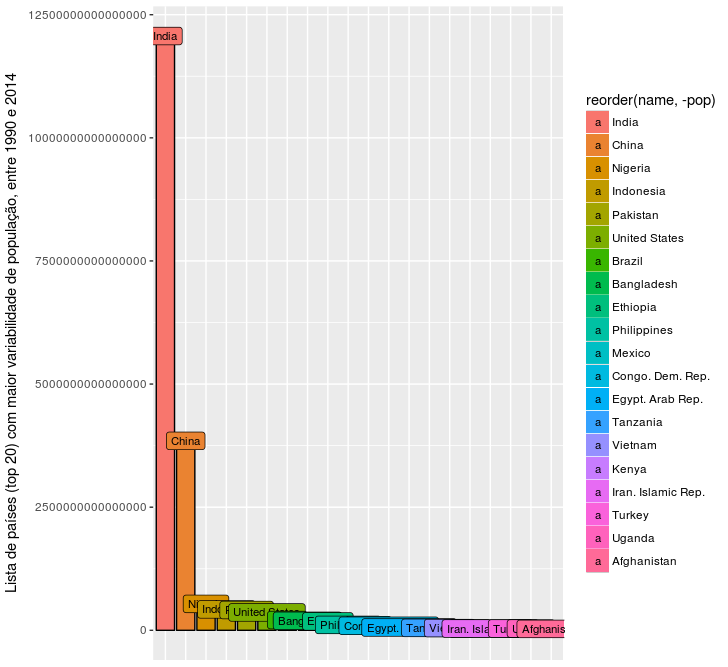 Lista de países (top 20) com maior variabilidade de população, entre 1990 e 2014
12500000000000000
10000000000000000
7500000000000000
5000000000000000
2500000000000000
0
India
China
United States
Egypt.
Iran. Isla
Afghanis
reorder(name, -pop)
a India
a China
a Nigeria
a Indonesia
a Pakistan
a United States
a Brazil
a Bangladesh
a Ethiopia
a Philippines
a Mexico
a Congo. Dem. Rep.
a Egypt. Arab Rep.
a Tanzania
a Vietnam
a Kenya
a Iran. Islamic Rep.
a Turkey
a Uganda
a Afghanistan